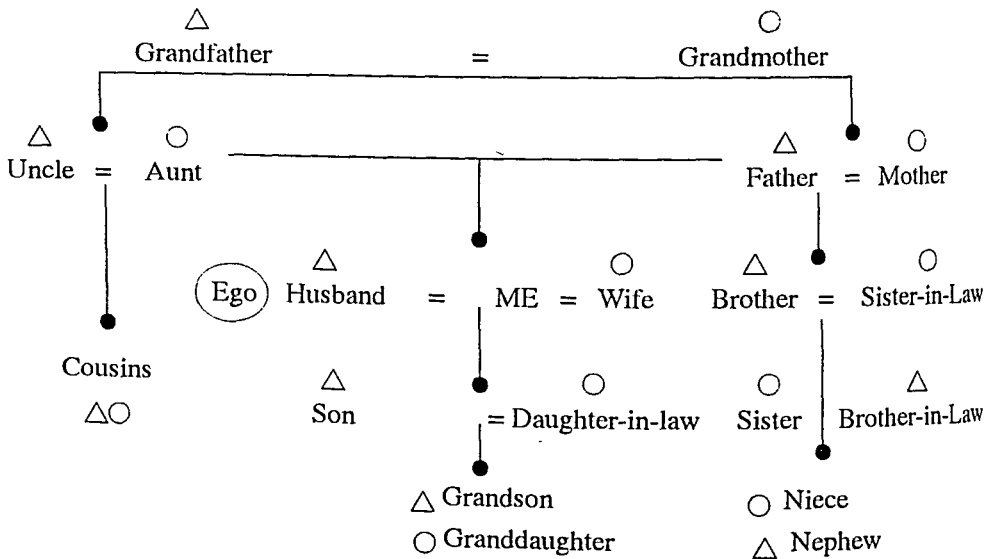 Grandfather = Grandmother
Uncle = Aunt Father = Mother
Ego Husband = ME = Wife Brother = Sister-in-Law
Cousins
Son = Daughter-in-law Sister Brother-in-Law
Grandson Niece
Granddaughter Nephew